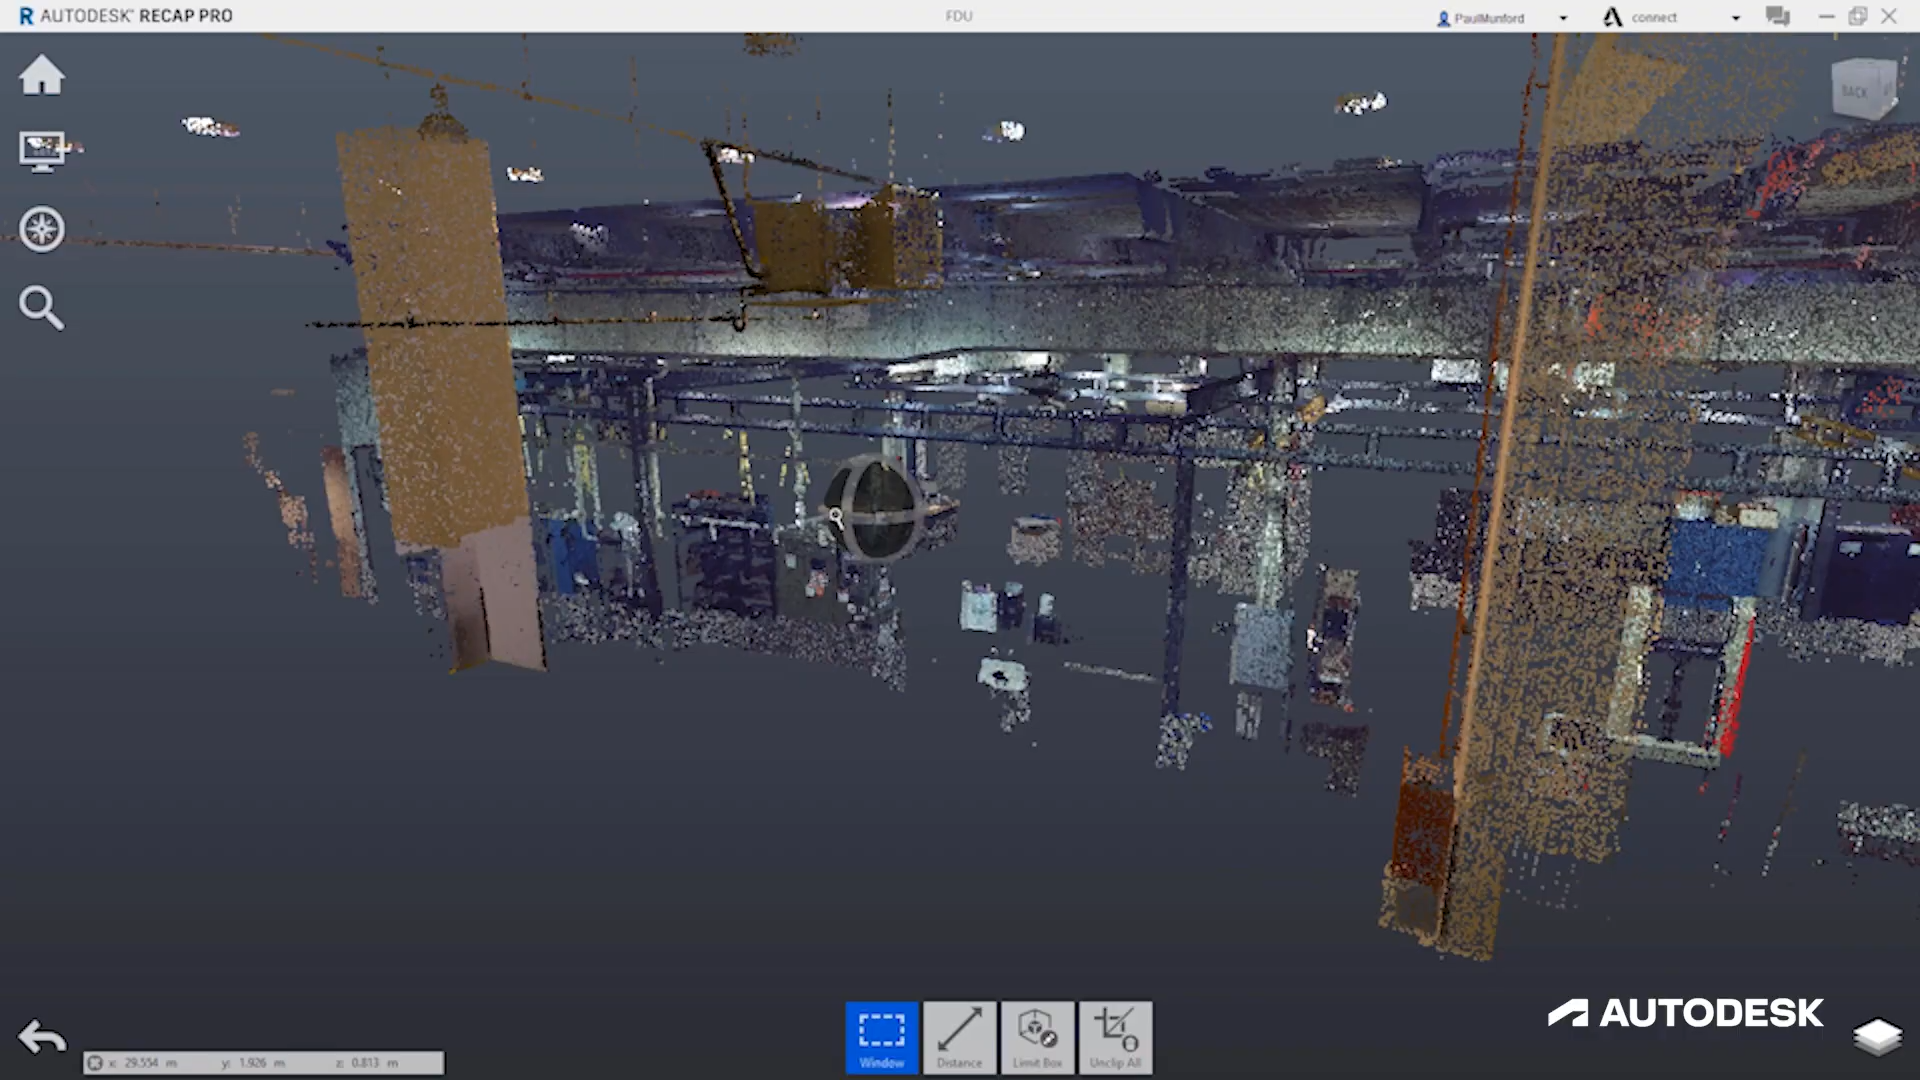 R AUTODESK® RECAP PRO
FDU
PaulMunford
connect
BACK
Window
Distance
Limit Box
Unclip All
AUTODESK
x: 29.554 m y: 1.926 m z: 0.813 m